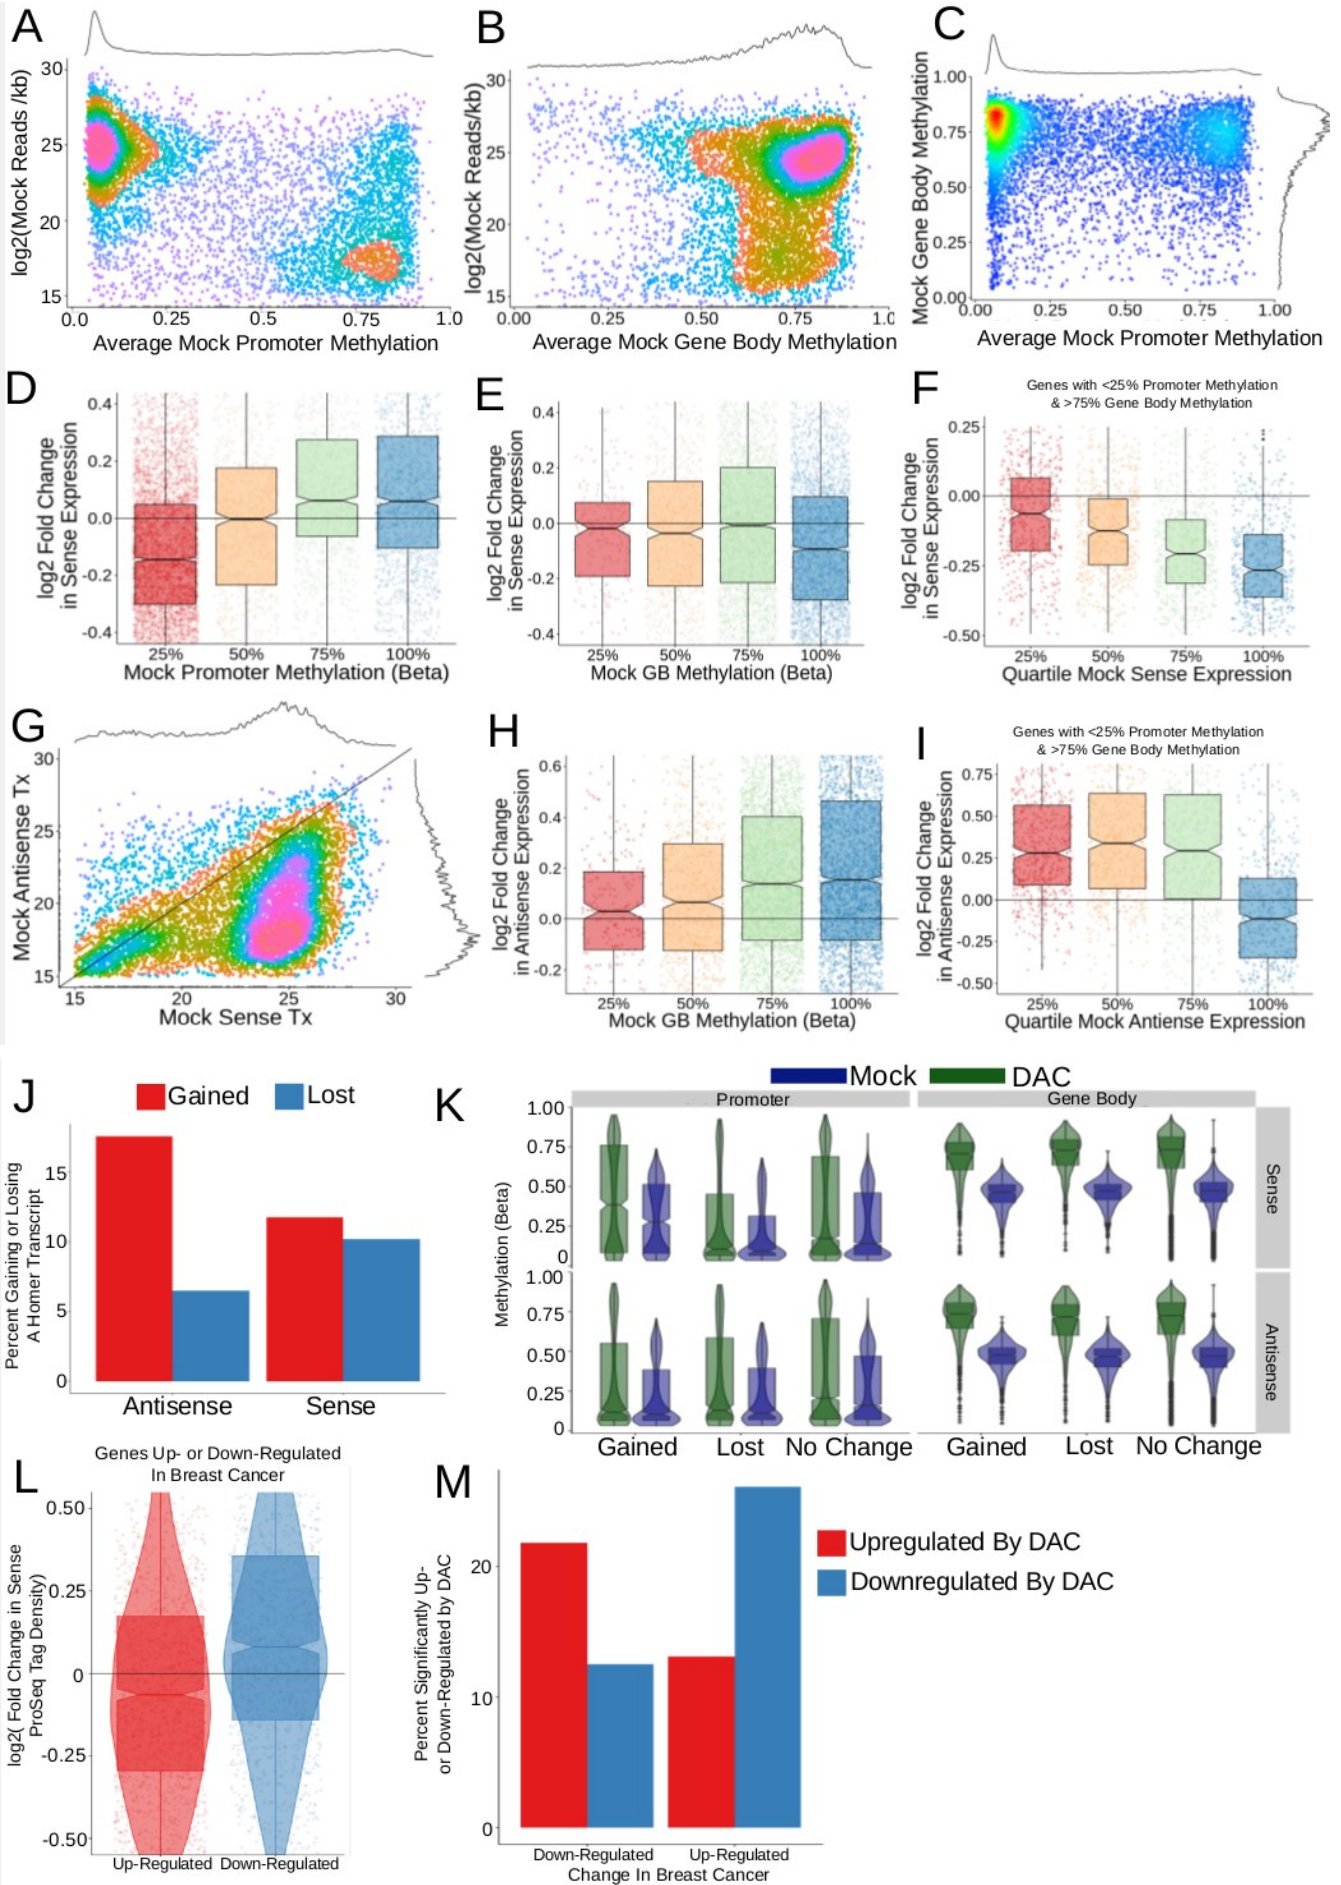 A
log2(Mock Reads /kb)
30
25
20
15
0.0
0.25
0.5
0.75
1.0
Average Mock Promoter Methylation
B
log2(Mock Reads/kb)
30
25
20
15
0.00
0.25
0.50
0.75
1.0
Average Mock Gene Body Methylation
C
Mock Gene Body Methylation
1.00
0.75
0.50
0.25
0.00
0.00
0.25
0.50
0.75
1.00
Average Mock Promoter Methylation
D
log2 Fold Change
in Sense Expression
0.4
0.2
0.0
-0.2
-0.4
25%
50%
75%
100%
Mock Promoter Methylation (Beta)
E
log2 Fold Change
in Sense Expression
0.4
0.2
0.0
-0.2
-0.4
25%
50%
75%
100%
Mock GB Methylation (Beta)
F
Genes with <25% Promoter Methylation
& >75% Gene Body Methylation
log2 Fold Change
in Sense Expression
0.25
0.00
-0.25
-0.50
25%
50%
75%
100%
Quartile Mock Sense Expression
G
Mock Antisense Tx
30
25
20
15
15
20
25
30
Mock Sense Tx
H
log2 Fold Change
in Antisense Expression
0.6
0.4
0.2
0.0
-0.2
25%
50%
75%
100%
Mock GB Methylation (Beta)
I
Genes with <25% Promoter Methylation
& >75% Gene Body Methylation
log2 Fold Change
in Antisense Expression
0.75
0.50
0.25
0.00
-0.25
-0.50
25%
50%
75%
100%
Quartile Mock Antiense Expression
J
Gained
Lost
Percent Gaining or Losing
A Homer Transcript
15
10
5
0
Antisense
Sense
K
Mock
DAC
Promoter
Gene Body
Methylation (Beta)
1.00
0.75
0.50
0.25
0
1.00
0.75
0.50
0.25
0
Sense
Antisense
Gained
Lost
No Change
Gained
Lost
No Change
L
Genes Up- or Down-Regulated
In Breast Cancer
log2( Fold Change in Sense
ProSeq Tag Density)
0.50
0.25
0
-0.25
-0.50
Up-Regulated
Down-Regulated
M
Percent Significantly Up-
or Down-Regulated by DAC
20
10
0
Down-Regulated
Up-Regulated
Change In Breast Cancer
Upregulated By DAC
Downregulated By DAC